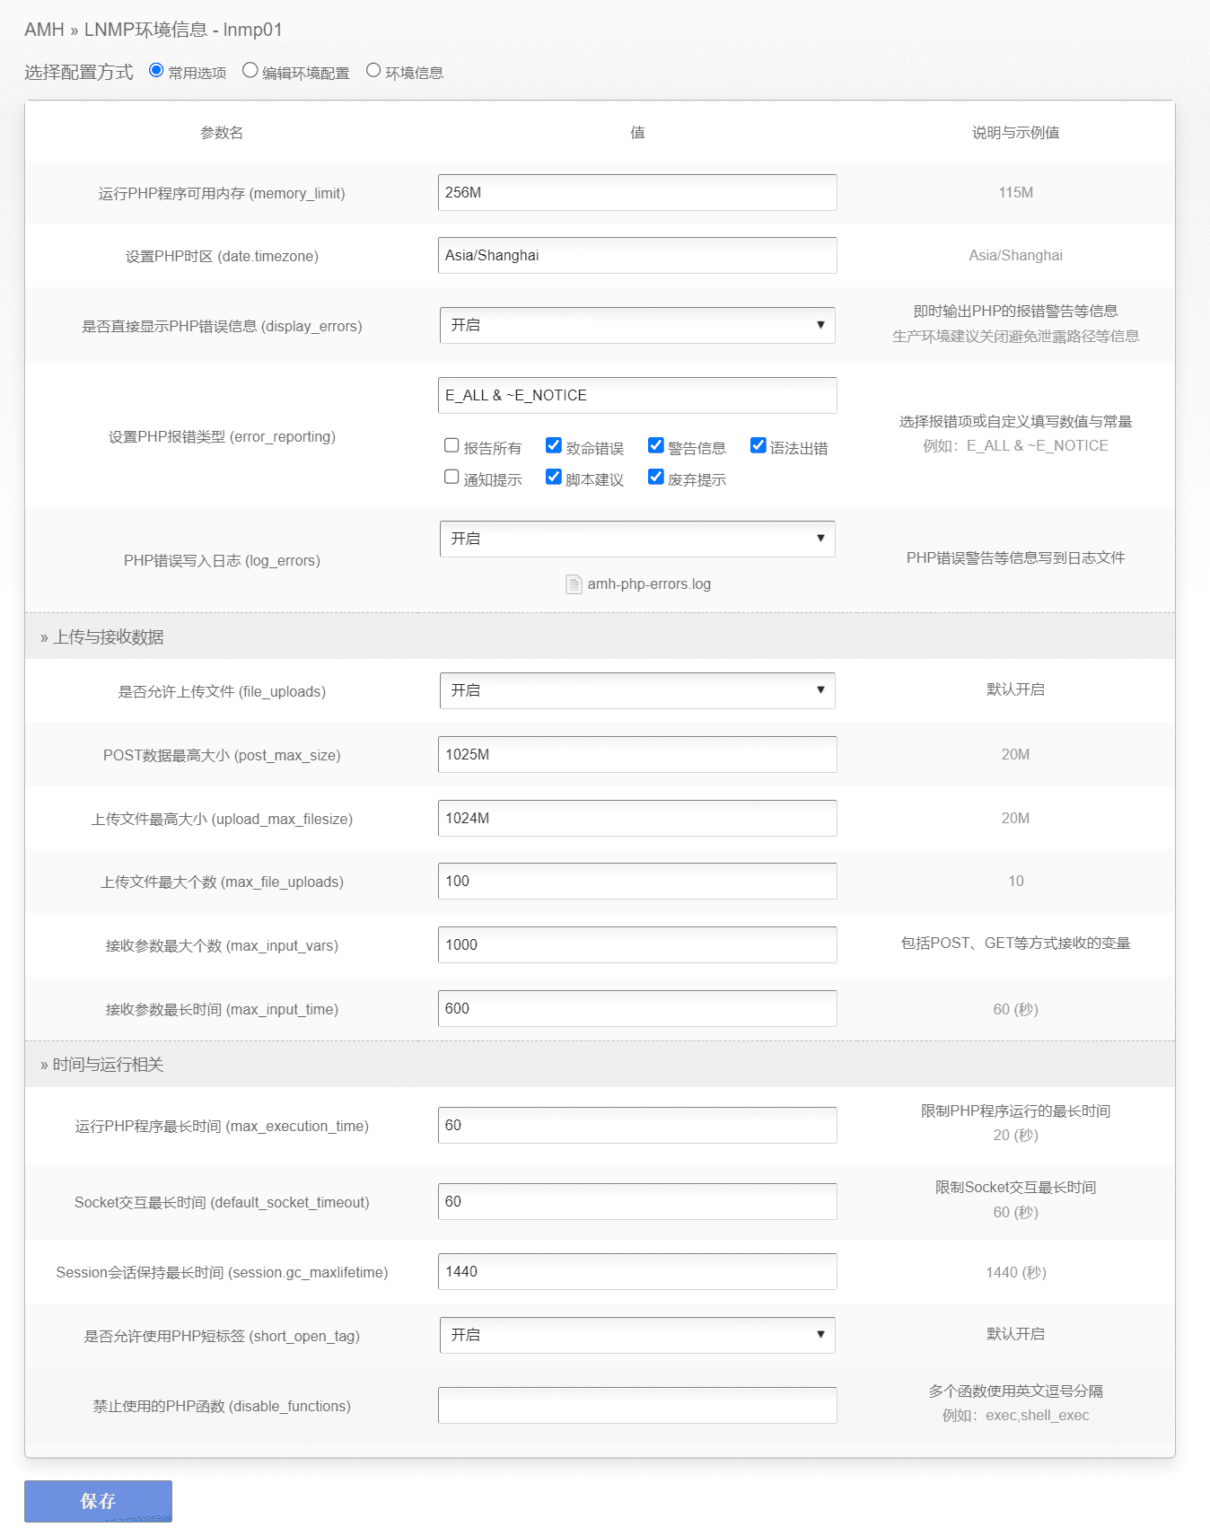 AMH » LNMP环境信息 - lnmp01
选择配置方式 常用选项 编辑环境配置 环境信息
参数名 值 说明与示例值
运行PHP程序可用内存 (memory_limit) 256M 115M
设置PHP时区 (date.timezone) Asia/Shanghai Asia/Shanghai
是否直接显示PHP错误信息 (display_errors) 开启 即时输出PHP的报错警告等信息
生产环境建议关闭避免泄露路径等信息
E_ALL & ~E_NOTICE
设置PHP报错类型 (error_reporting) 选择报错项或自定义填写数值与常量
例如：E_ALL & ~E_NOTICE
报告所有 致命错误 警告信息 语法出错
通知提示 脚本建议 废弃提示
PHP错误写入日志 (log_errors) 开启 PHP错误警告等信息写到日志文件
amh-php-errors.log
» 上传与接收数据
是否允许上传文件 (file_uploads) 开启 默认开启
POST数据最高大小 (post_max_size) 1025M 20M
上传文件最高大小 (upload_max_filesize) 1024M 20M
上传文件最大个数 (max_file_uploads) 100 10
接收参数最大个数 (max_input_vars) 1000 包括POST、GET等方式接收的变量
接收参数最长时间 (max_input_time) 600 60 (秒)
» 时间与运行相关
运行PHP程序最长时间 (max_execution_time) 60 限制PHP程序运行的最长时间
20 (秒)
Socket交互最长时间 (default_socket_timeout) 60 限制Socket交互最长时间
60 (秒)
Session会话保持最长时间 (session.gc_maxlifetime) 1440 1440 (秒)
是否允许使用PHP短标签 (short_open_tag) 开启 默认开启
禁止使用的PHP函数 (disable_functions) 多个函数使用英文逗号分隔
例如：exec,shell_exec
保存